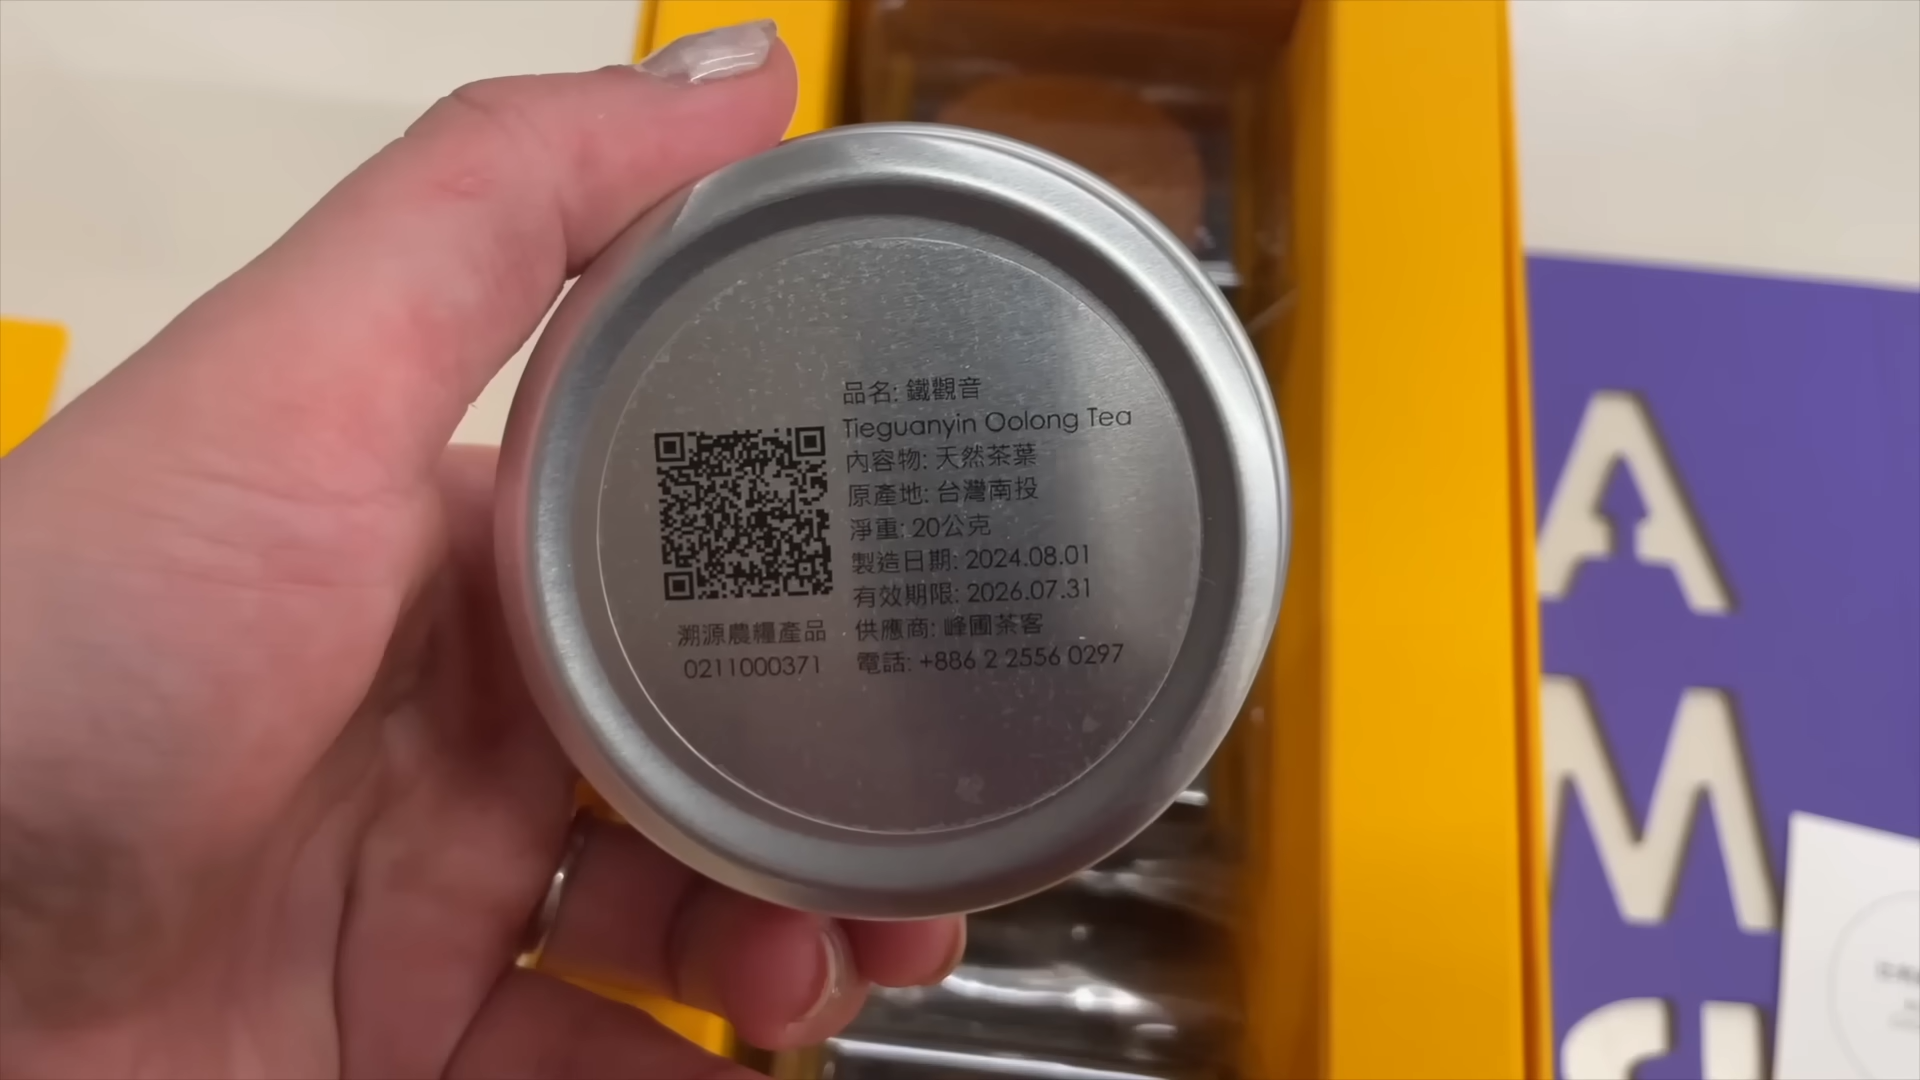 品名: 鐵觀音
Tieguanyin Oolong Tea
內容物: 天然茶葉
原產地: 台灣南投
淨重: 20公克
製造日期: 2024.08.01
有效期限: 2026.07.31
供應商: 峰圃茶客
電話: +886 2 2556 0297
溯源農糧產品
0211000371
A
M